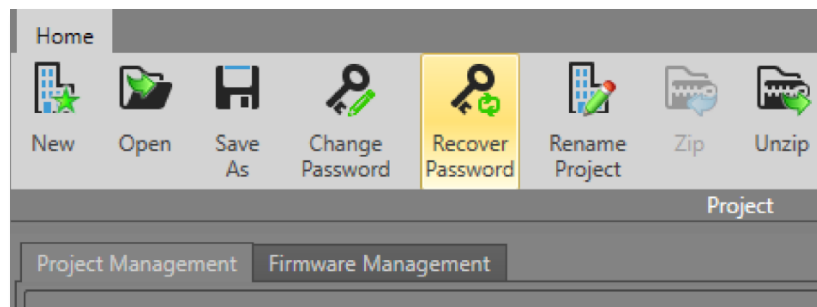 Home
New
Open
Save
As
Change
Password
Recover
Password
Rename
Project
Zip
Unzip
Project
Project Management
Firmware Management